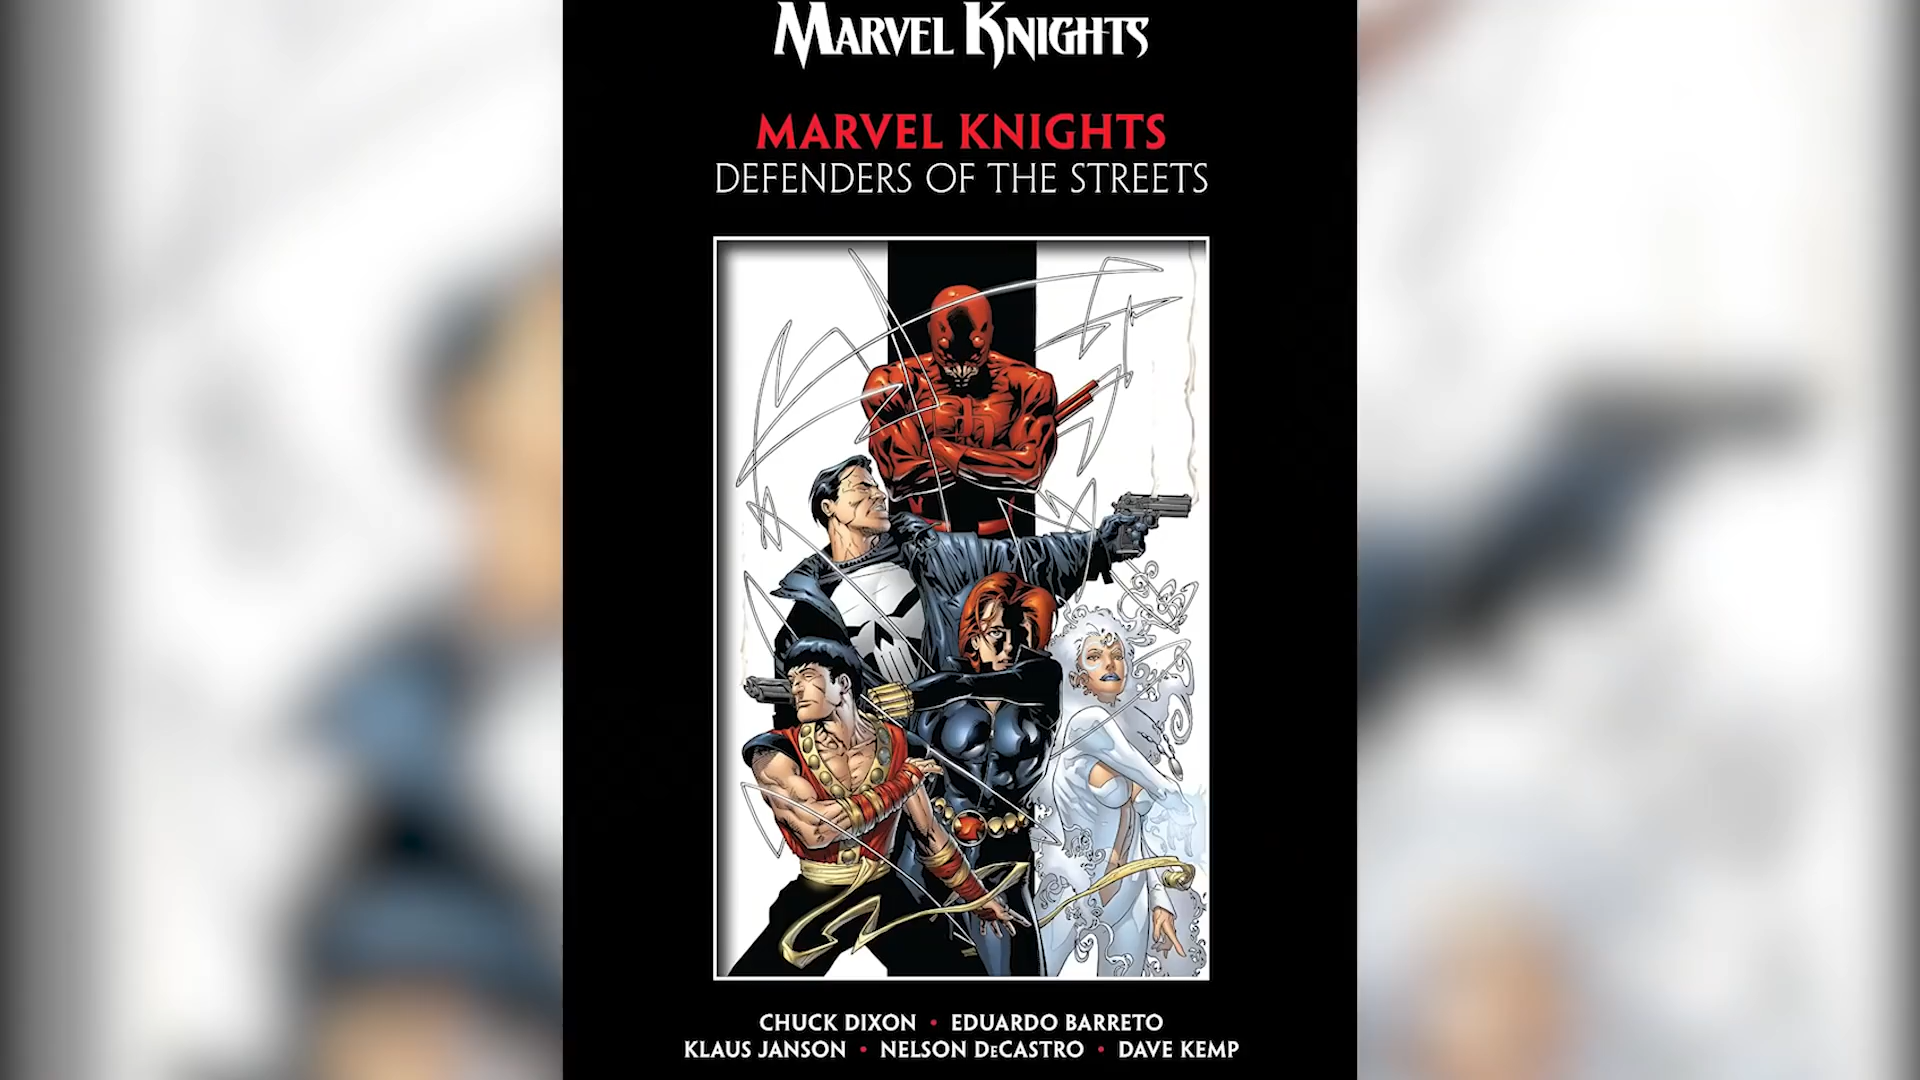 MARVEL KNIGHTS
MARVEL KNIGHTS
DEFENDERS OF THE STREETS
CHUCK DIXON • EDUARDO BARRETO
KLAUS JANSON • NELSON DECASTRO • DAVE KEMP